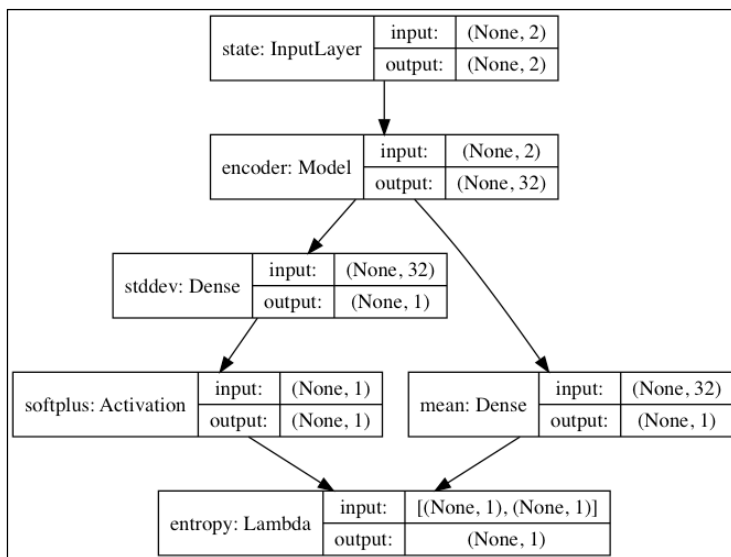 state: InputLayer
input: (None, 2)
output: (None, 2)
encoder: Model
input: (None, 2)
output: (None, 32)
stddev: Dense
input: (None, 32)
output: (None, 1)
softplus: Activation
input: (None, 1)
output: (None, 1)
mean: Dense
input: (None, 32)
output: (None, 1)
entropy: Lambda
input: [(None, 1), (None, 1)]
output: (None, 1)